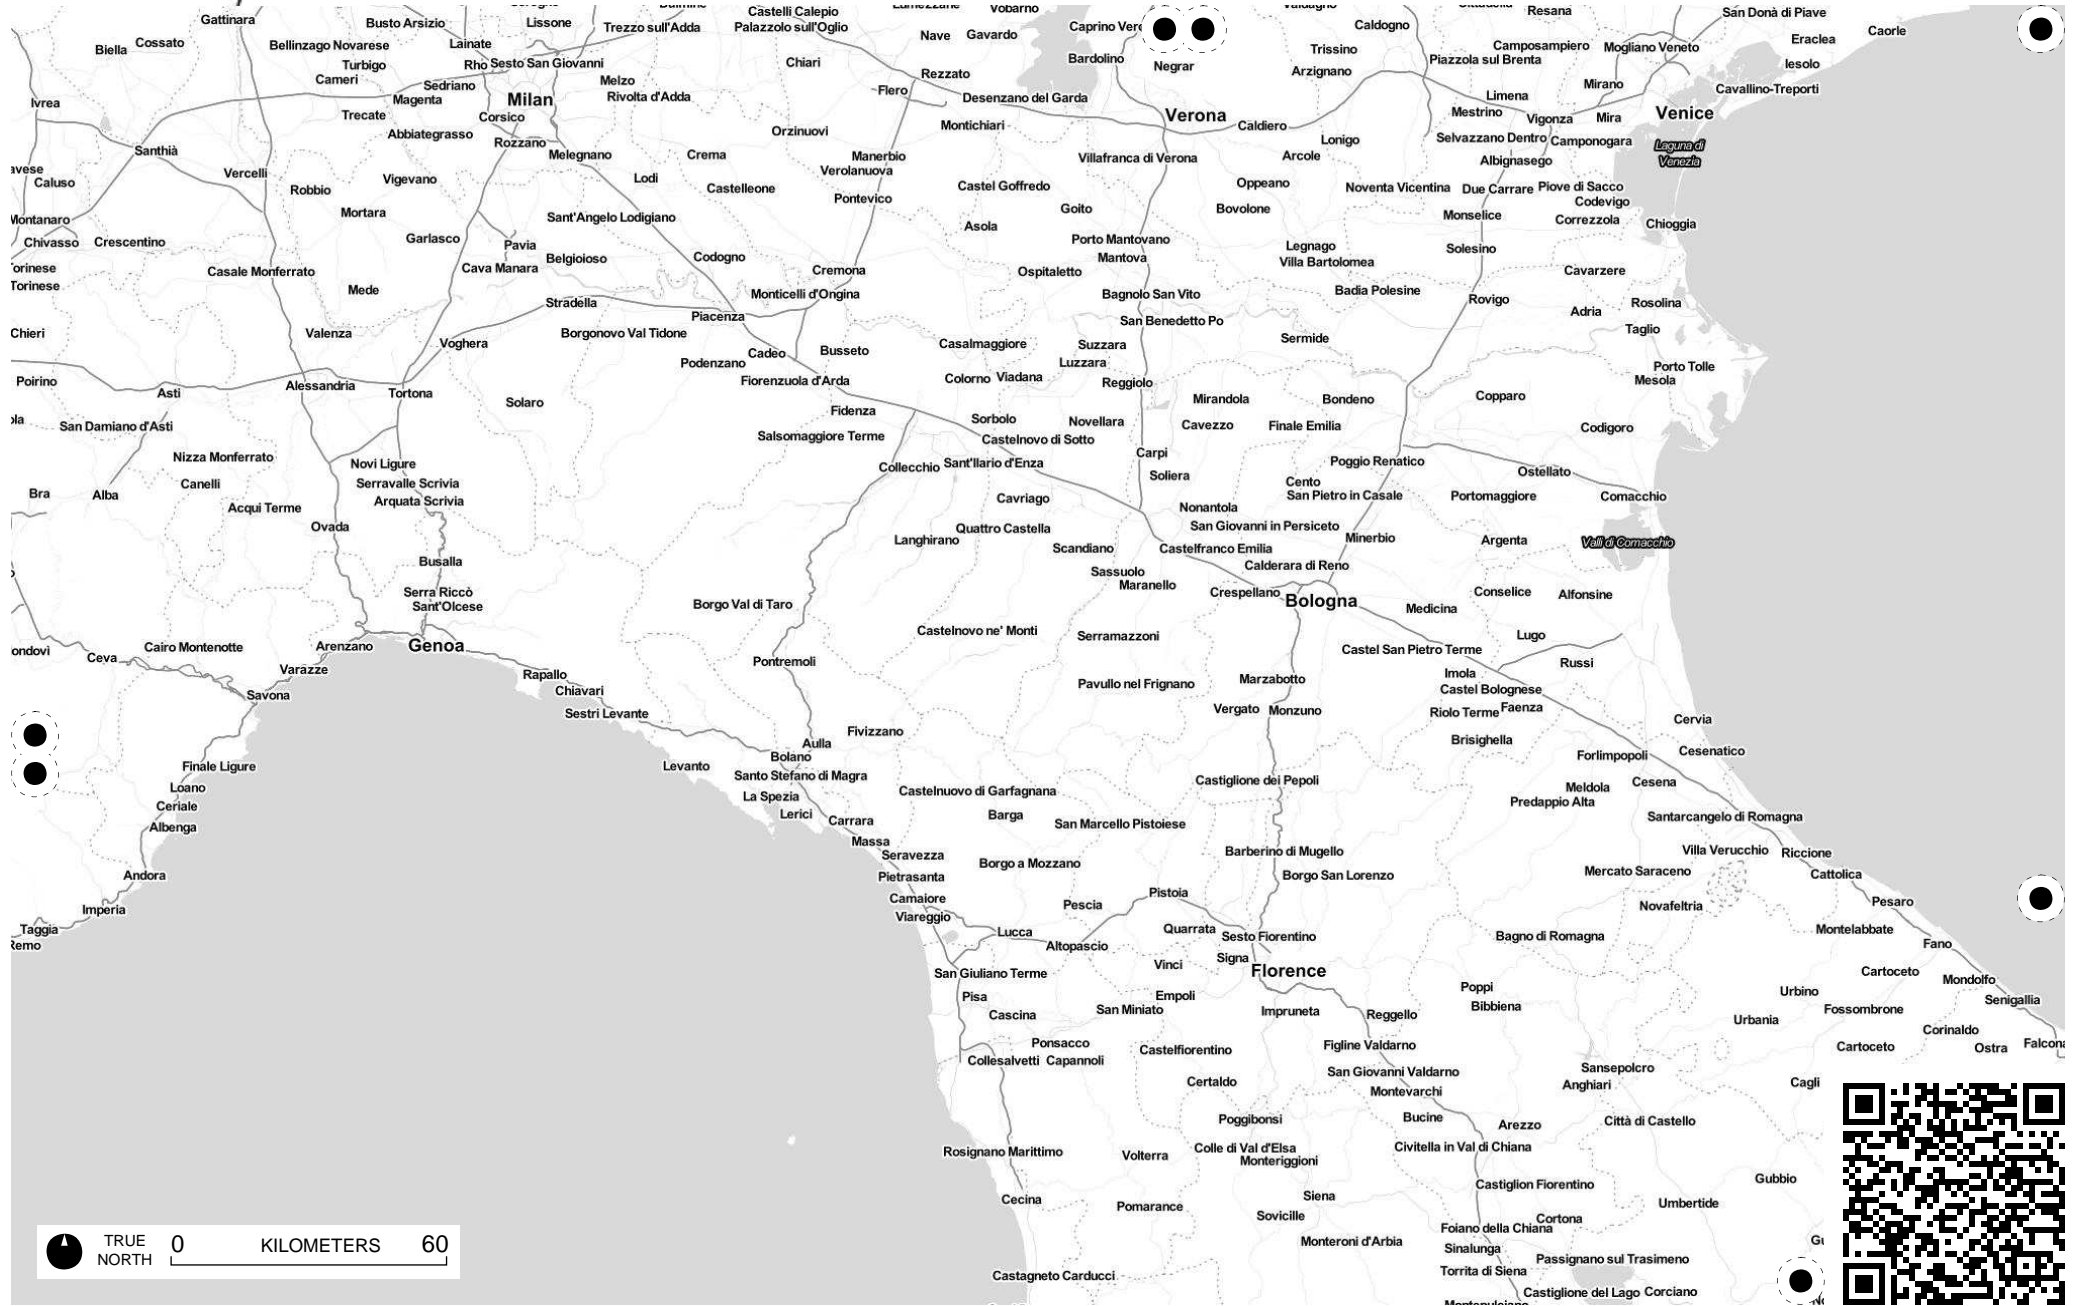 Gattinara
Busto Arsizio
Lissone
Trezzo sull'Adda
Castelli Calepio
Palazzolo sull'Oglio
Vobarno
Nave
Gavardo
Caldogno
Resana
San Donà di Piave
Caorle
Eraclea
Biella
Cossato
Bellinzago Novarese
Lainate
Turbigo
Rho
Sesto San Giovanni
Cameri
Sedriano
Magenta
Milan
Melzo
Rivolta d'Adda
Chiari
Rezzato
Flero
Desenzano del Garda
Bardolino
Negrar
Trissino
Arzignano
Camposampiero
Piazzola sul Brenta
Mogliano Veneto
Iesolo
Mirano
Cavallino-Treporti
Ivrea
Trecate
Corsico
Abbiategrasso
Rozzano
Melegnano
Orzinuovi
Montichiari
Verona
Caldiero
Lonigo
Limena
Mestrino
Vigonza
Mira
Venice
Selvazzano Dentro
Camponogara
Laguna di
Venezia
Santhià
Vercelli
Robbio
Vigevano
Lodi
Crema
Castelleone
Manerbio
Verolanuova
Villafranca di Verona
Arcole
Albignasego
Caluso
Pontevico
Castel Goffredo
Oppeano
Noventa Vicentina
Due Carrare
Piove di Sacco
Codevigo
Mortara
Sant'Angelo Lodigiano
Goito
Bovolone
Monselice
Correzzola
Chioggia
Montanaro
Chivasso
Crescentino
Garlasco
Pavia
Belgioioso
Asola
Porto Mantovano
Mantova
Legnago
Villa Bartolomea
Solesino
Casale Monferrato
Cava Manara
Codogno
Cremona
Ospitaletto
Cavarzere
Mede
Stradella
Monticelli d'Ongina
Bagnolo San Vito
Badia Polesine
Rovigo
Adria
Rosolina
Chieri
Valenza
Voghera
Borgonovo Val Tidone
Piacenza
San Benedetto Po
Taglio
Podenzano
Cadeo
Busseto
Casalmaggiore
Suzzara
Luzzara
Sermide
Porto Tolle
Mesola
Poirino
Asti
Alessandria
Tortona
Solaro
Fiorenzuola d'Arda
Colorno
Viadana
Reggiolo
Mirandola
Bondeno
Copparo
San Damiano d'Asti
Fidenza
Sorbolo
Novellara
Cavezzo
Finale Emilia
Codigoro
Salsomaggiore Terme
Castelnovo di Sotto
Nizza Monferrato
Novi Ligure
Collecchio
Sant'Ilario d'Enza
Carpi
Soliera
Poggio Renatico
Ostellato
Bra
Alba
Canelli
Serravalle Scrivia
Arquata Scrivia
Acqui Terme
Cavriago
Cento
San Pietro in Casale
Portomaggiore
Comacchio
Ovada
Nonantola
Langhirano
Quattro Castella
San Giovanni in Persiceto
Minerbio
Argenta
Valli di Comacchio
Busalla
Scandiano
Castelfranco Emilia
Calderara di Reno
Sassuolo
Maranello
Serra Riccò
Sant'Olcese
Borgo Val di Taro
Crespellano
Bologna
Conselice
Alfonsine
Medicina
Castelnovo ne' Monti
Serramazzoni
Lugo
Cairo Montenotte
Arenzano
Genoa
Castel San Pietro Terme
Russi
Ceva
Varazze
Rapallo
Pontremoli
Imola
Savona
Chiavari
Pavullo nel Frignano
Marzabotto
Castel Bolognese
Sestri Levante
Vergato
Monzuno
Riolo Terme
Faenza
Cervia
Fivizzano
Aulla
Bolano
Brisighella
Forlimpopoli
Cesenatico
Finale Ligure
Levanto
Santo Stefano di Magra
Castelnuovo di Garfagnana
Castiglione dei Pepoli
Cesena
Meldola
Loano
La Spezia
Predappio Alta
Ceriale
Lerici
Carrara
Barga
San Marcello Pistoiese
Santarcangelo di Romagna
Albenga
Massa
Seravezza
Borgo a Mozzano
Barberino di Mugello
Villa Verucchio
Riccione
Andora
Pietrasanta
Borgo San Lorenzo
Mercato Saraceno
Cattolica
Camaiore
Pistoia
Imperia
Viareggio
Pescia
Novafeltria
Pesaro
Taggia
Lucca
Altopascio
Quarrata
Sesto Fiorentino
Bagno di Romagna
Montelabbate
Fano
San Giuliano Terme
Vinci
Signa
Florence
Cartoceto
Mondolfo
Pisa
Empoli
Poppi
Urbino
Senigallia
Cascina
San Miniato
Impruneta
Reggello
Bibbiena
Fossombrone
Urbania
Ponsacco
Corinaldo
Collesalvetti
Capannoli
Castelfiorentino
Figline Valdarno
Cartoceto
Ostra
Falcona
San Giovanni Valdarno
Sansepolcro
Certaldo
Montevarchi
Anghiari
Cagli
Poggibonsi
Bucine
Arezzo
Città di Castello
Rosignano Marittimo
Volterra
Colle di Val d'Elsa
Monteriggioni
Civitella in Val di Chiana
Cecina
Pomarance
Siena
Castiglion Fiorentino
Gubbio
Umbertide
Sovicille
Foiano della Chiana
Cortona
Monteroni d'Arbia
Sinalunga
Passignano sul Trasimeno
Torrita di Siena
Castagneto Carducci
Castiglione del Lago
Corciano
TRUE
NORTH
0
KILOMETERS
60